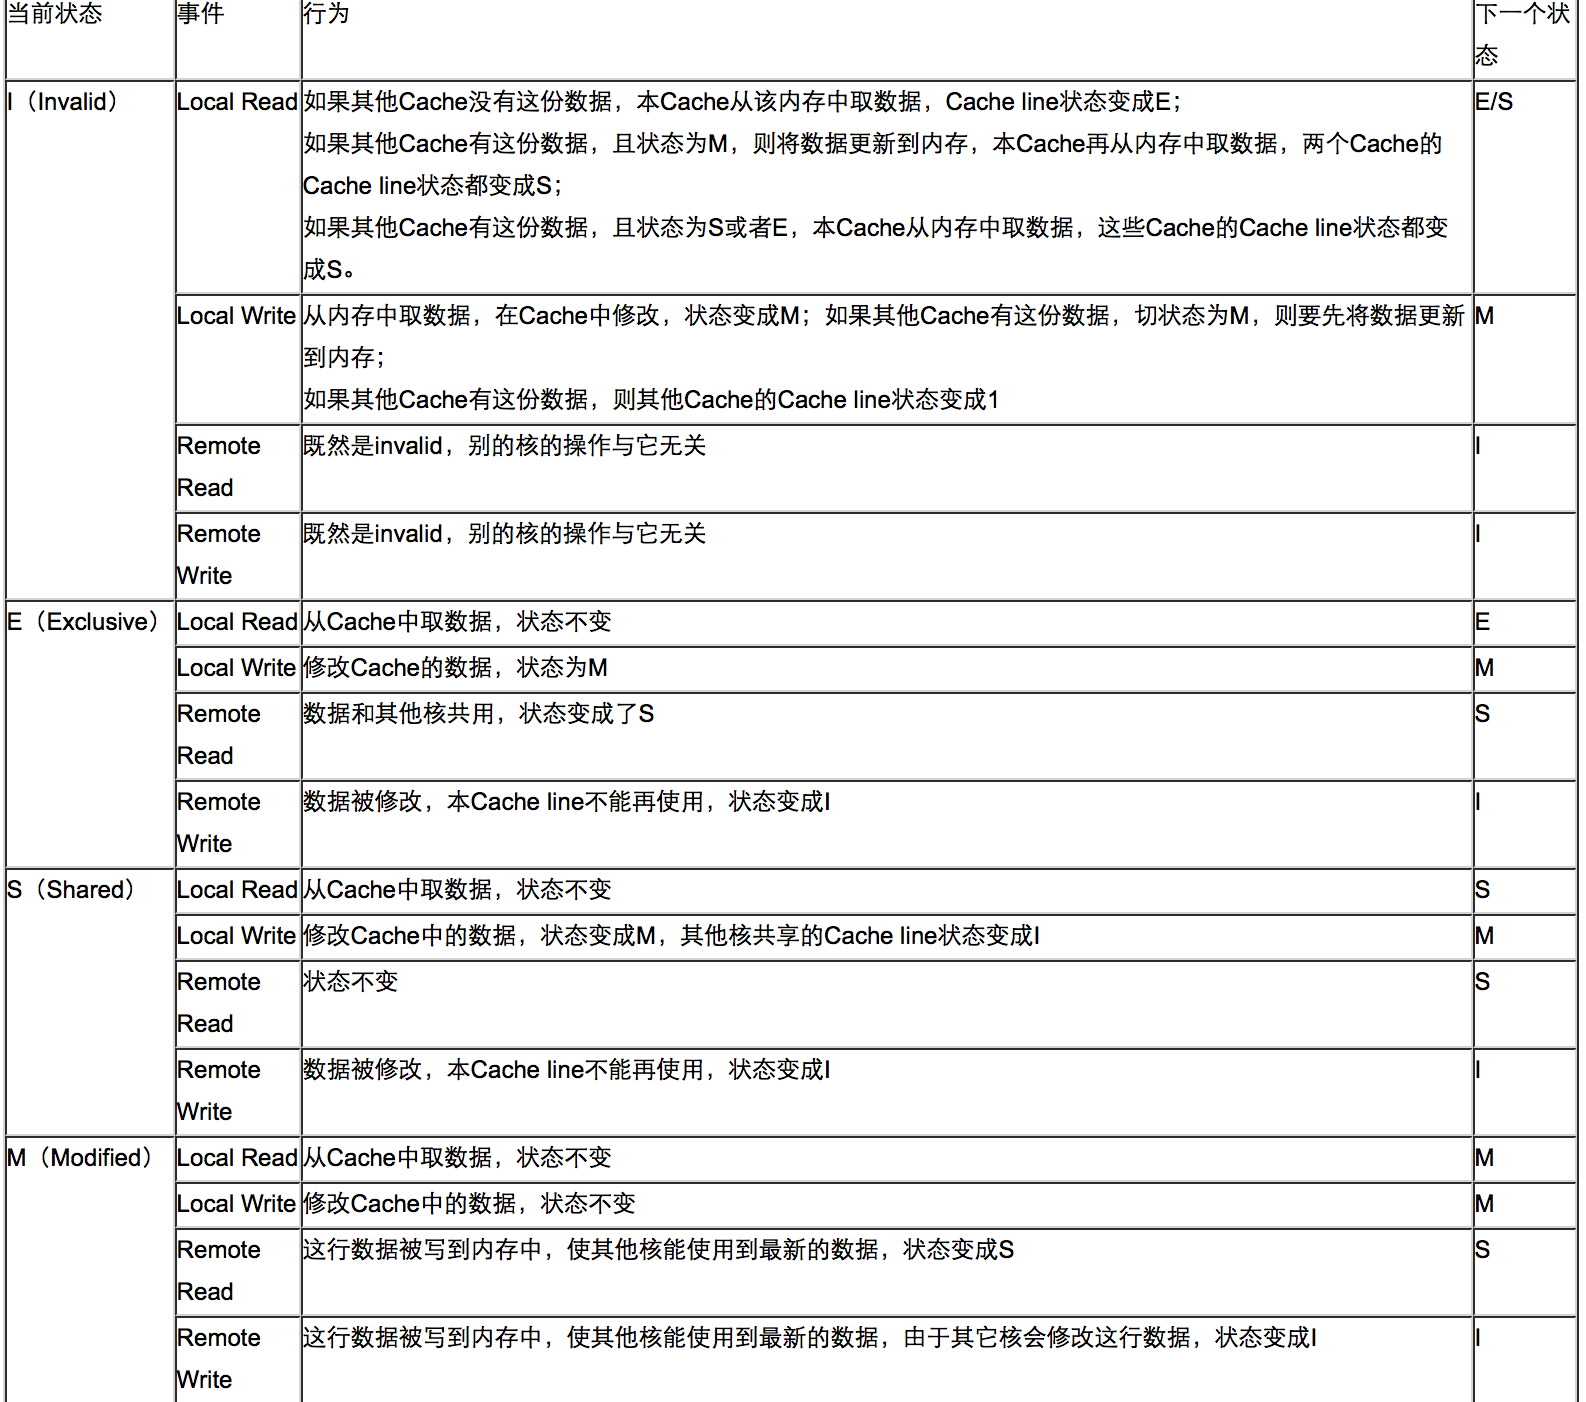 当前状态
事件
行为
下一个状
态
I（Invalid）
Local Read
如果其他Cache没有这份数据，本Cache从该内存中取数据，Cache line状态变成E；
如果其他Cache有这份数据，且状态为M，则将数据更新到内存，本Cache再从内存中取数据，两个Cache的
Cache line状态都变成S；
如果其他Cache有这份数据，且状态为S或者E，本Cache从内存中取数据，这些Cache的Cache line状态都变
成S。
E/S
Local Write
从内存中取数据，在Cache中修改，状态变成M；如果其他Cache有这份数据，切状态为M，则要先将数据更新
到内存；
如果其他Cache有这份数据，则其他Cache的Cache line状态变成1
M
Remote
Read
既然是invalid，别的核的操作与它无关
I
Remote
Write
既然是invalid，别的核的操作与它无关
I
E（Exclusive）
Local Read
从Cache中取数据，状态不变
E
Local Write
修改Cache的数据，状态为M
M
Remote
Read
数据和其他核共用，状态变成了S
S
Remote
Write
数据被修改，本Cache line不能再使用，状态变成I
I
S（Shared）
Local Read
从Cache中取数据，状态不变
S
Local Write
修改Cache中的数据，状态变成M，其他核共享的Cache line状态变成I
M
Remote
Read
状态不变
S
Remote
Write
数据被修改，本Cache line不能再使用，状态变成I
I
M（Modified）
Local Read
从Cache中取数据，状态不变
M
Local Write
修改Cache中的数据，状态不变
M
Remote
Read
这行数据被写到内存中，使其他核能使用到最新的数据，状态变成S
S
Remote
Write
这行数据被写到内存中，使其他核能使用到最新的数据，由于其它核会修改这行数据，状态变成I
I